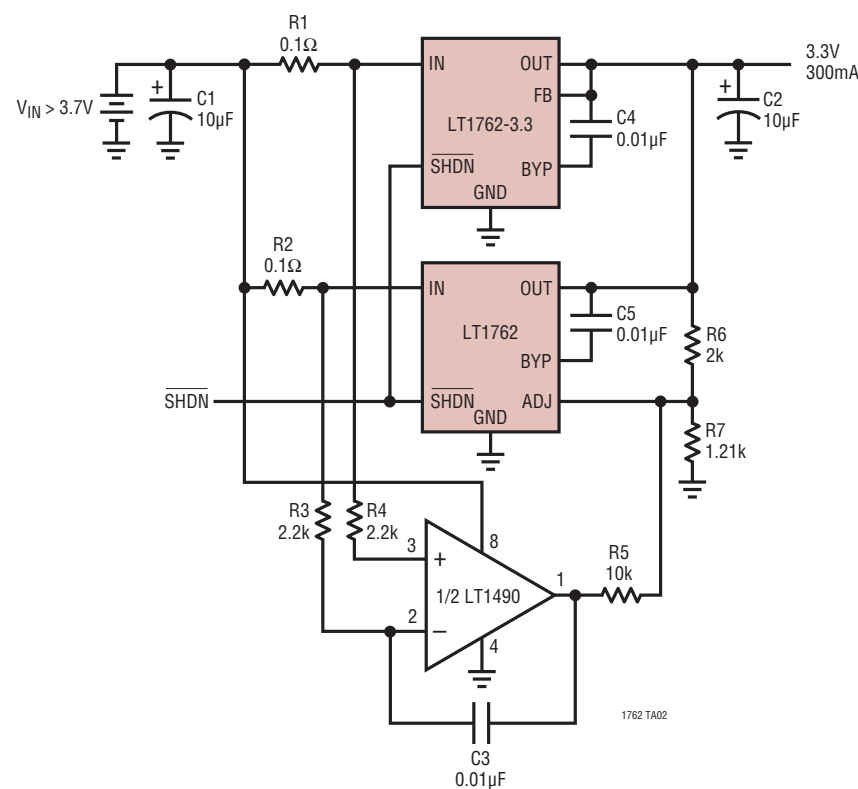 R1
0.1Ω
IN
OUT
3.3V
300mA
FB
VIN > 3.7V
+
C1
10µF
LT1762-3.3
C4
0.01µF
+
C2
10µF
SHDN
BYP
GND
R2
0.1Ω
IN
OUT
LT1762
C5
0.01µF
R6
2k
BYP
SHDN
SHDN
ADJ
GND
R7
1.21k
R3
2.2k
R4
2.2k
3
+
8
1/2 LT1490
1
R5
10k
2
–
4
1762 TA02
C3
0.01µF